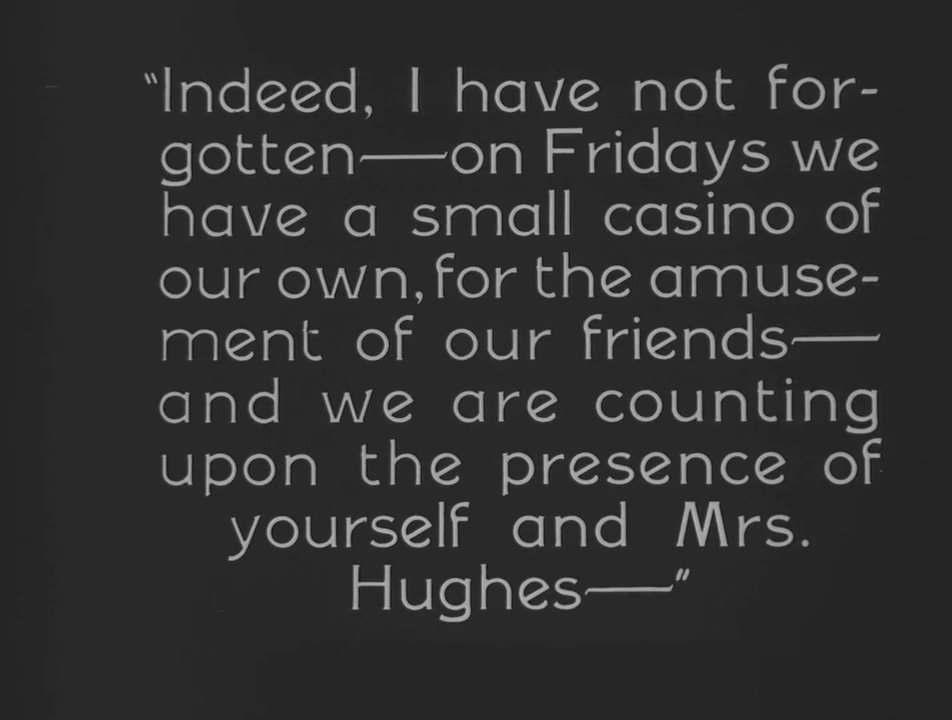 "Indeed, I have not for-
gotten—on Fridays we
have a small casino of
our own, for the amuse-
ment of our friends—
and we are counting
upon the presence of
yourself and Mrs.
Hughes—"